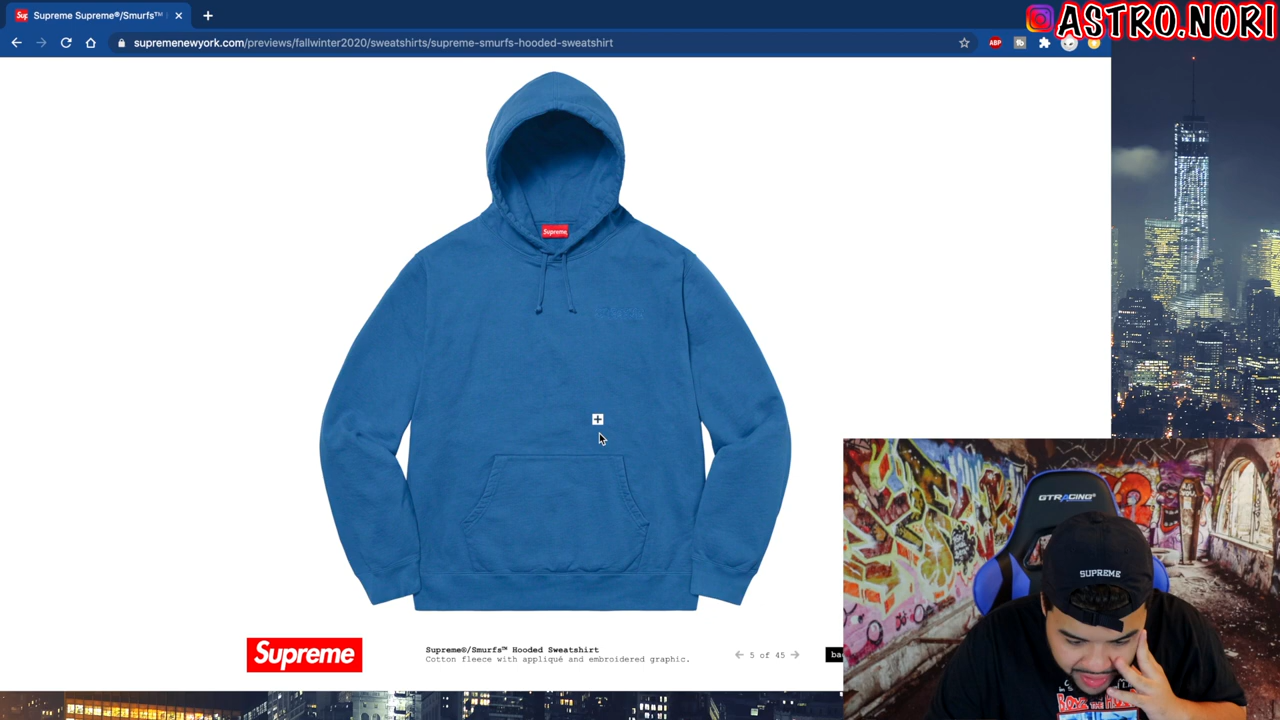 Supreme Supreme®/Smurfs™
ASTRO.NORI
supremenewyork.com/previews/fallwinter2020/sweatshirts/supreme-smurfs-hooded-sweatshirt
ABP
Supreme
GTRACING
SUPREME
Supreme
Supreme®/Smurfs™ Hooded Sweatshirt
Cotton fleece with appliqué and embroidered graphic.
5 of 45